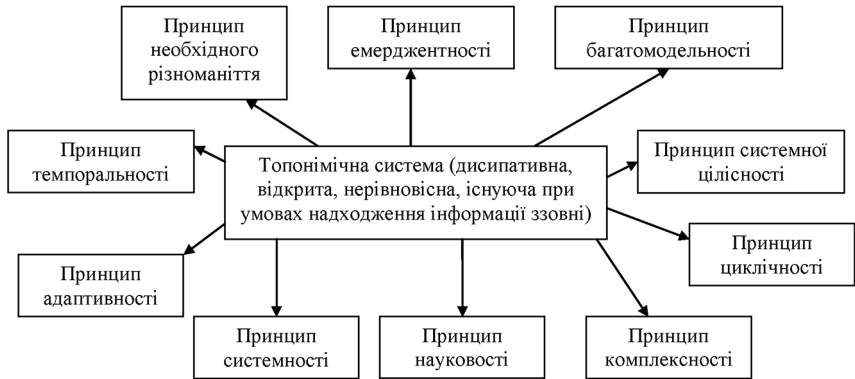 Принцип
необхідного
різноманіття
Принцип
емерджентності
Принцип
багатомодельності
Принцип
темпоральності
Топонімічна система (дисипативна,
відкрита, нерівновісна, існуюча при
умовах надходження інформації ззовні)
Принцип системної
цілісності
Принцип
адаптивності
Принцип
циклічності
Принцип
системності
Принцип
науковості
Принцип
комплексності